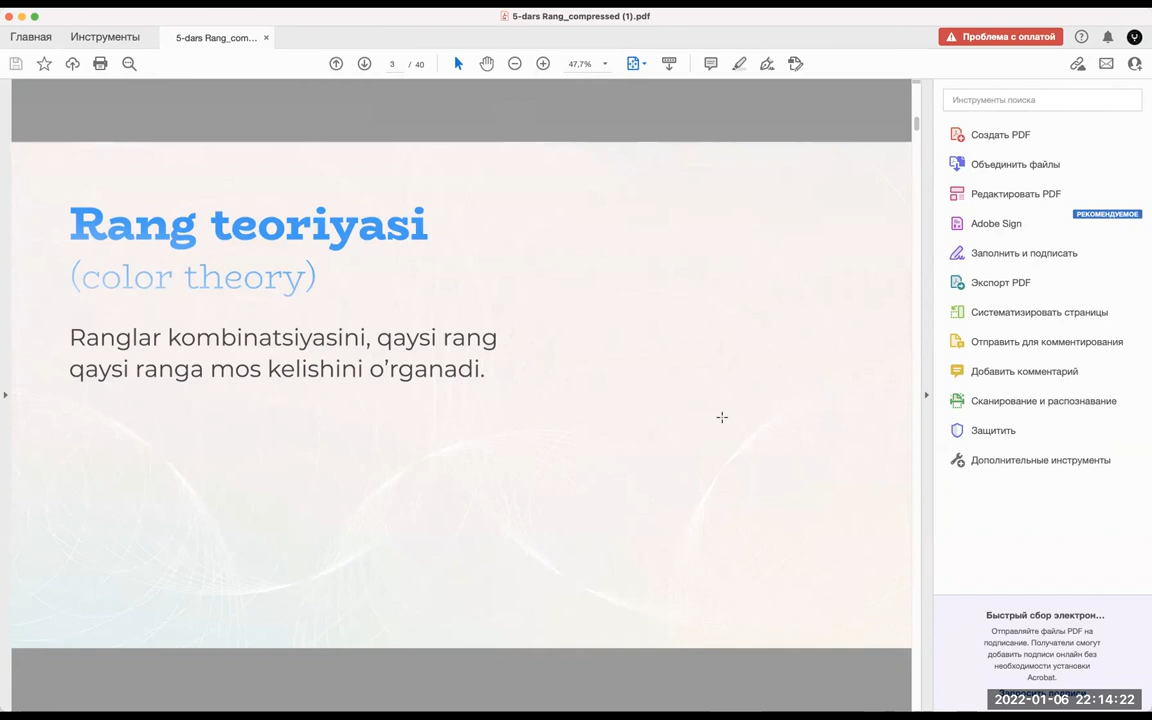 5-dars Rang_compressed (1).pdf
Главная
Инструменты
5-dars Rang_com... ×
Проблема с оплатой
3 / 40
47,7%
Rang teoriyasi
(color theory)
Ranglar kombinatsiyasini, qaysi rang
qaysi ranga mos kelishini o’rganadi.
Инструменты поиска
Создать PDF
Объединить файлы
Редактировать PDF
РЕКОМЕНДУЕМОЕ
Adobe Sign
Заполнить и подписать
Экспорт PDF
Систематизировать страницы
Отправить для комментирования
Добавить комментарий
Сканирование и распознавание
Защитить
Дополнительные инструменты
Быстрый сбор электрон...
Отправляйте файлы PDF на
подписание. Получатели смогут
добавить подписи онлайн без
необходимости установки
Acrobat.
2022-01-06 22:14:22